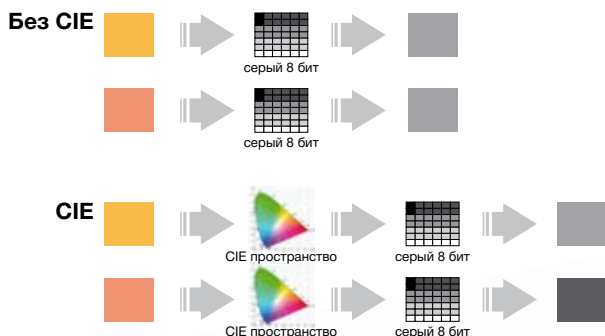 Без CIE
серый 8 бит
серый 8 бит
CIE
CIE пространство
серый 8 бит
CIE пространство
серый 8 бит